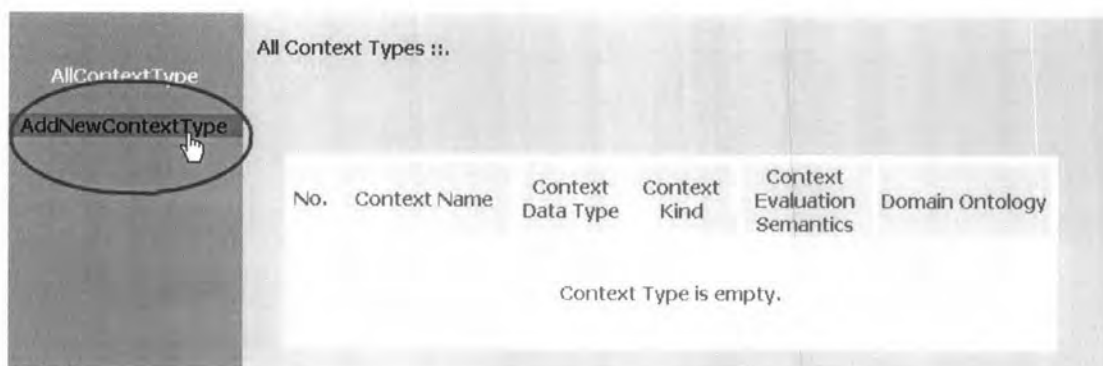 All Context Types ::.
AllContextType
AddNewContextType
No.
Context Name
Context
Data Type
Context
Kind
Context
Evaluation
Semantics
Domain Ontology
Context Type is empty.